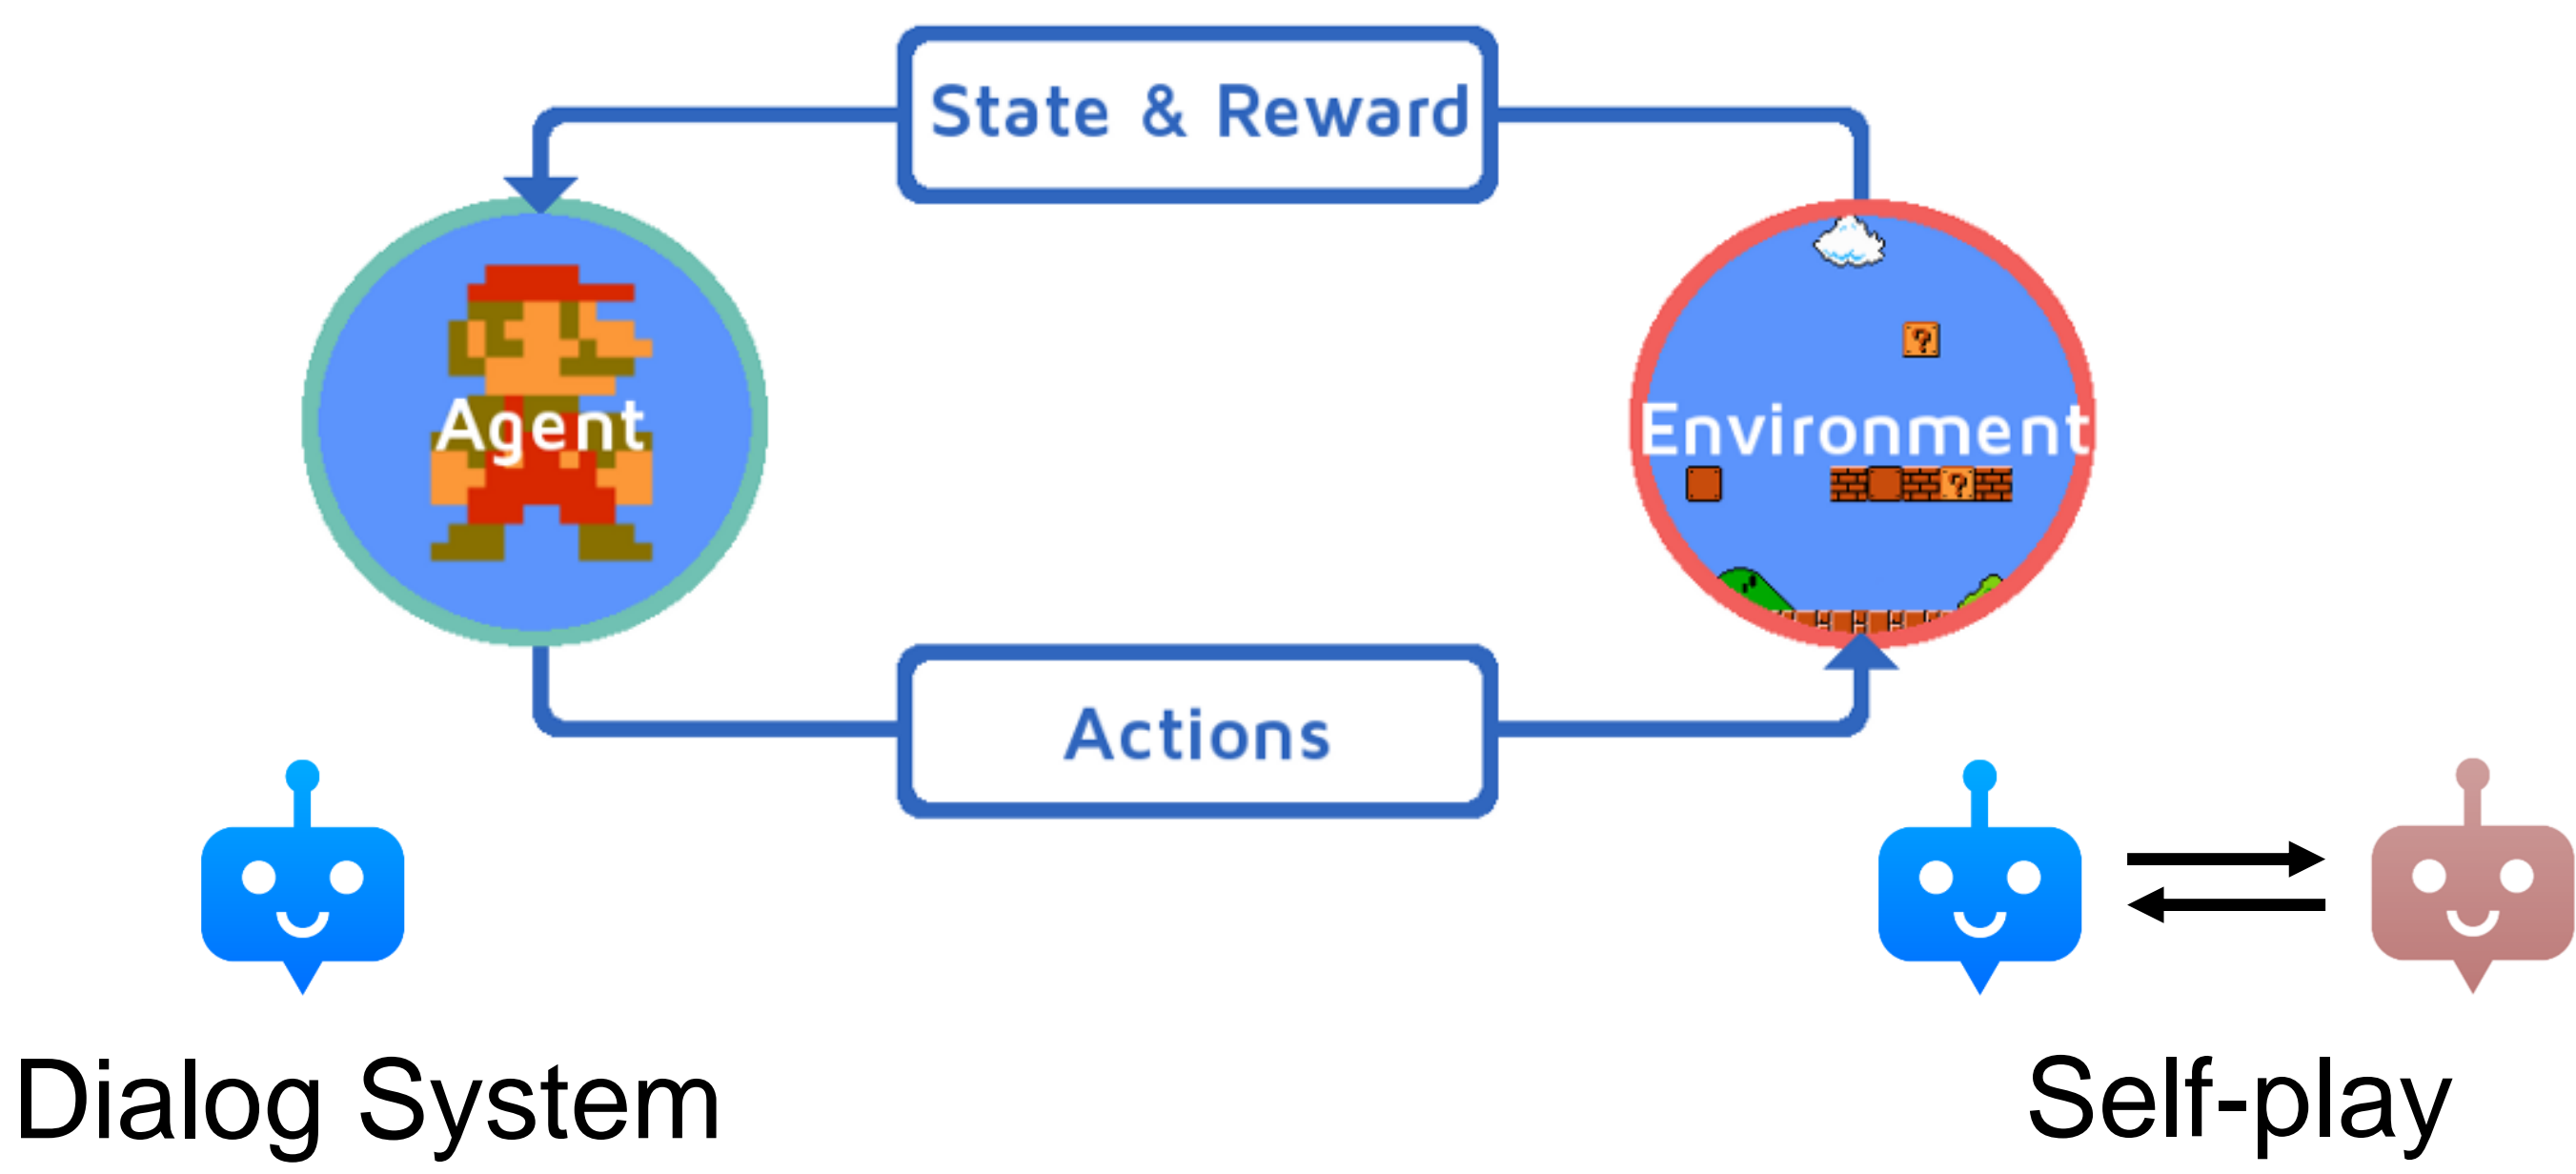 State & Reward
Agent
Environment
?
?
Actions
Dialog System
Self-play